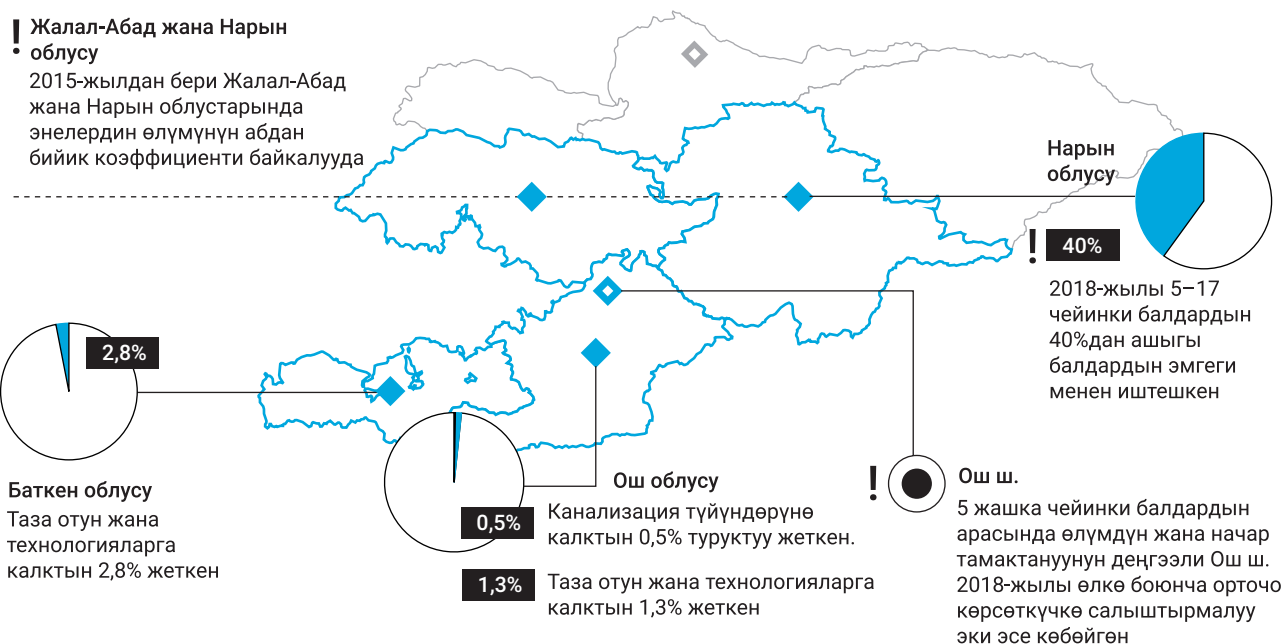 ! Жалал-Абад жана Нарын
облусу
2015-жылдан бери Жалал-Абад
жана Нарын облустарында
энелердин өлүмүнүн абдан
бийик коэффициенти байкалууда
Нарын
облусу
! 40%
2018-жылы 5–17
чейинки балдардын
40%дан ашыгы
балдардын эмгеги
менен иштешкен
2,8%
Баткен облусу
Таза отун жана
технологияларга
калктын 2,8% жеткен
Ош облусу
0,5%
Канализация түйүндөрүнө
калктын 0,5% туруктуу жеткен.
1,3%
Таза отун жана технологияларга
калктын 1,3% жеткен
! Ош ш.
5 жашка чейинки балдардын
арасында өлүмдүн жана начар
тамактануунун деңгээли Ош ш.
2018-жылы өлкө боюнча орточо
көрсөткүчкө салыштырмалуу
эки эсе көбөйгөн